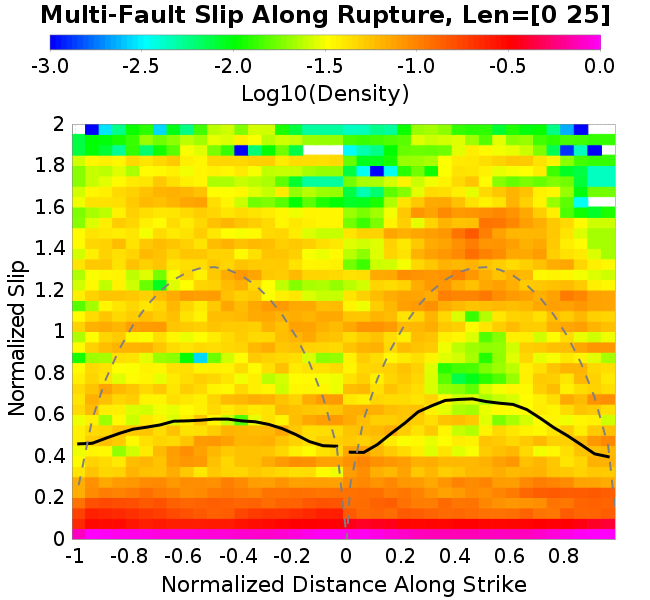 Multi-Fault Slip Along Rupture, Len=[0 25]
-3.0 -2.5 -2.0 -1.5 -1.0 -0.5 0.0
Log10(Density)
2
1.8
1.6
1.4
1.2
1
0.8
0.6
0.4
0.2
0
Normalized Slip
-1 -0.8 -0.6 -0.4 -0.2 0 0.2 0.4 0.6 0.8
Normalized Distance Along Strike